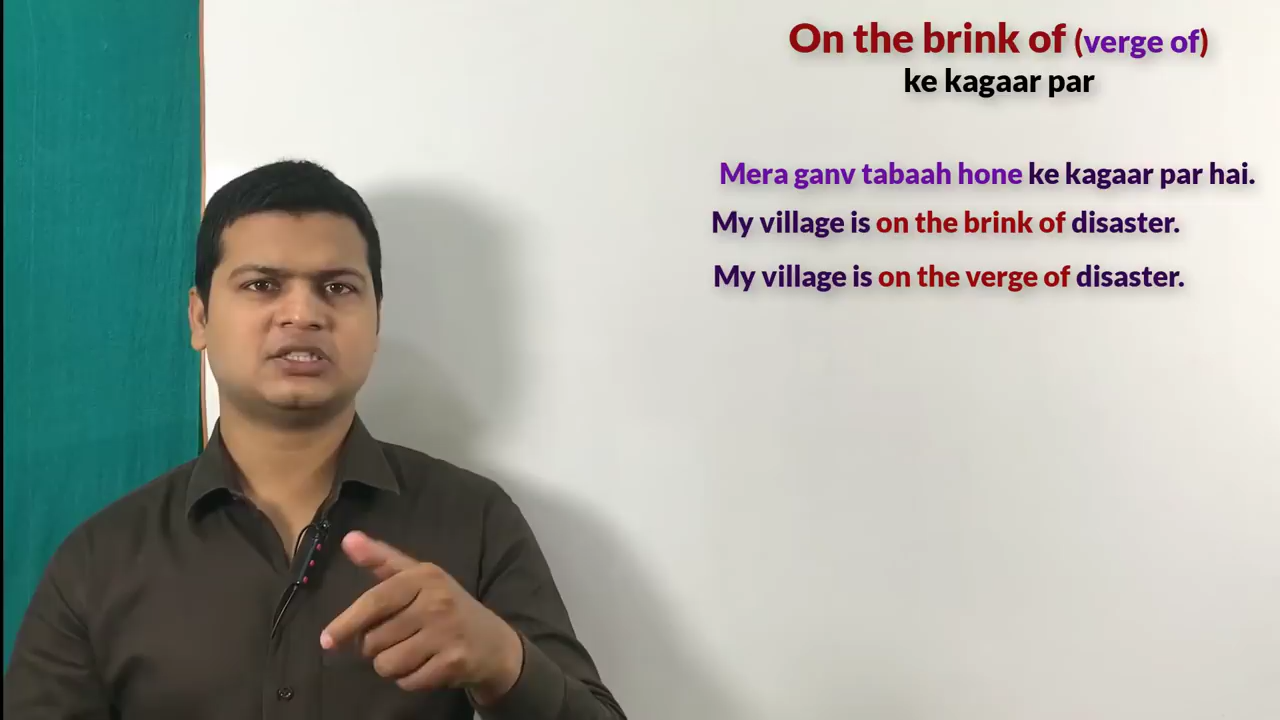 On the brink of (verge of)
ke kagaar par
Mera ganv tabaah hone ke kagaar par hai.
My village is on the brink of disaster.
My village is on the verge of disaster.